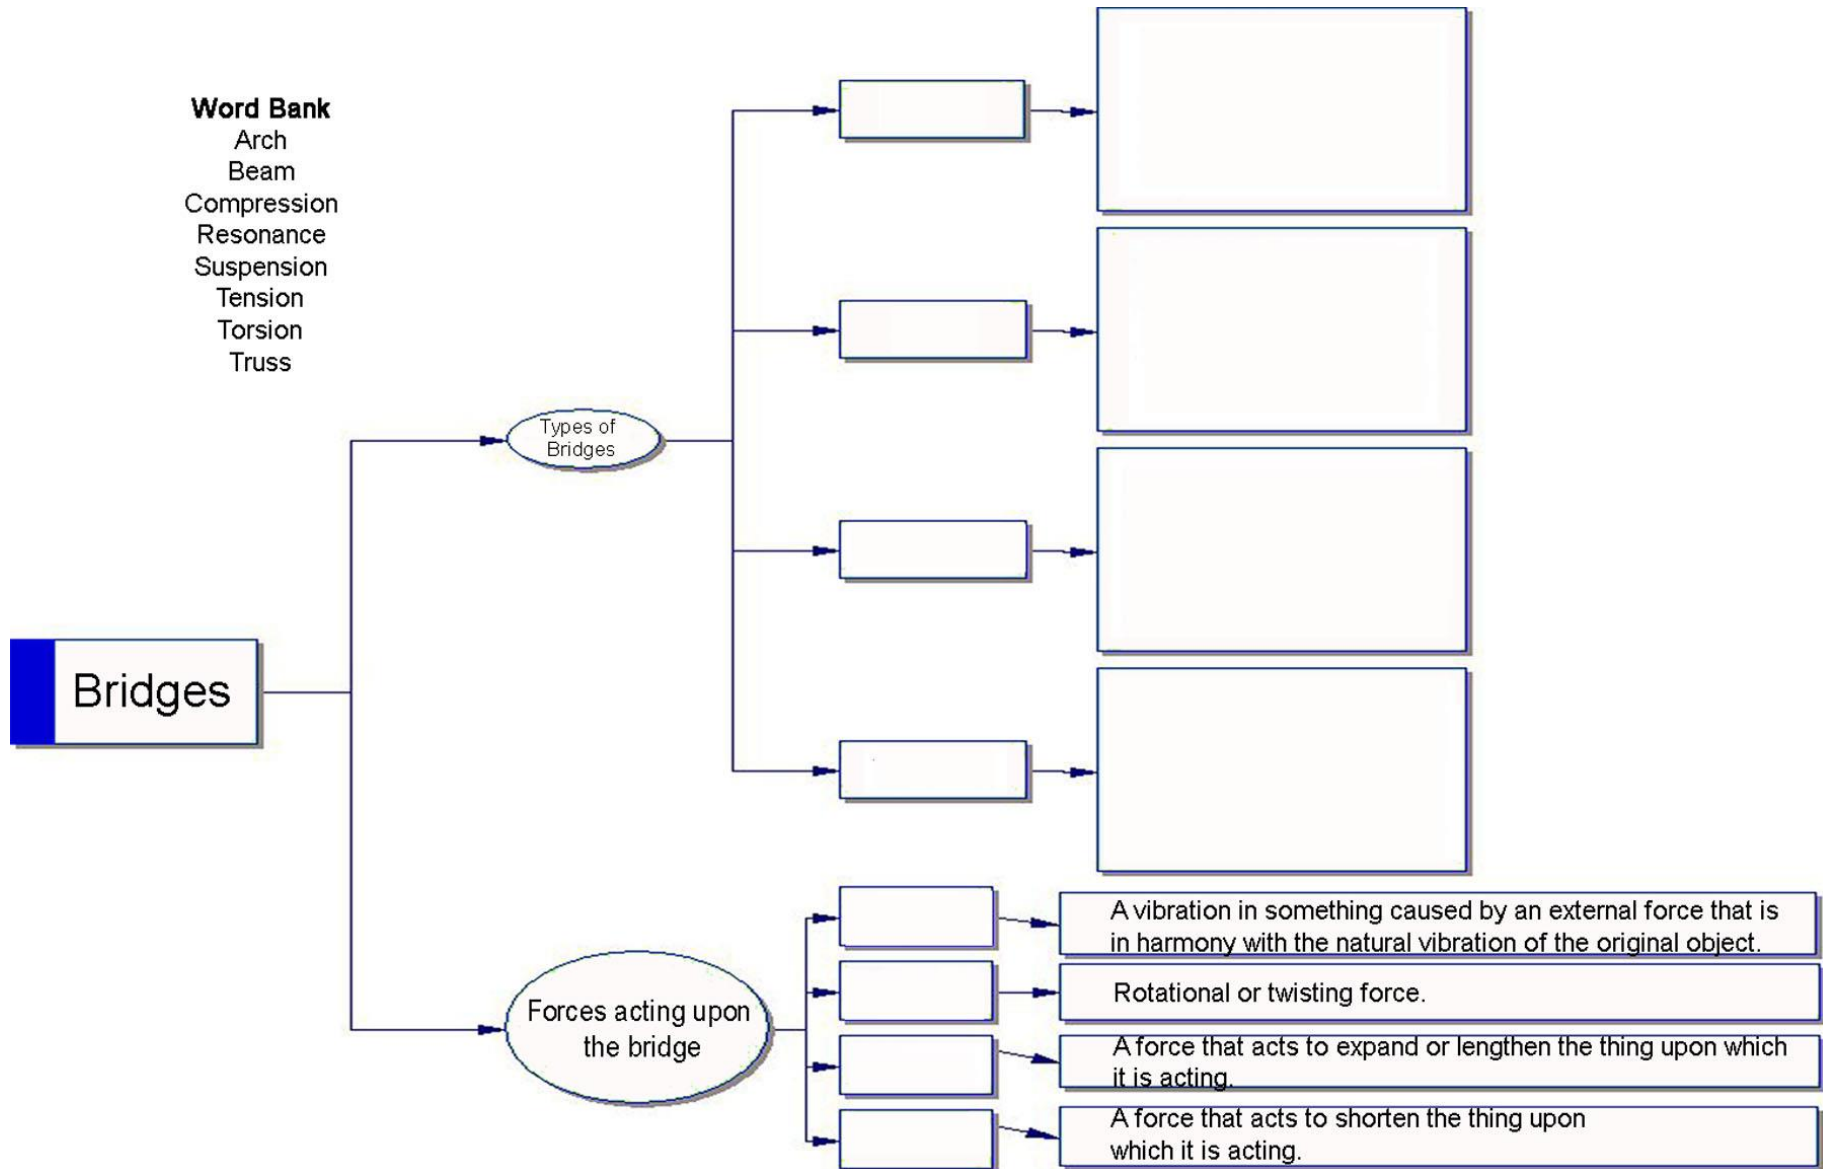 Word Bank
Arch
Beam
Compression
Resonance
Suspension
Tension
Torsion
Truss
Types of
Bridges
Bridges
Forces acting upon
the bridge
A vibration in something caused by an external force that is
in harmony with the natural vibration of the original object.
Rotational or twisting force.
A force that acts to expand or lengthen the thing upon which
it is acting.
A force that acts to shorten the thing upon
which it is acting.